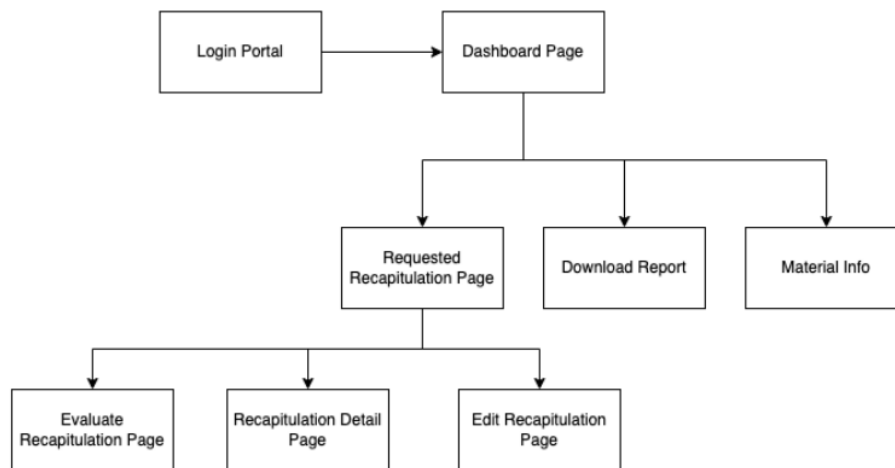 Login Portal
Dashboard Page
Requested
Recapitulation Page
Download Report
Material Info
Evaluate
Recapitulation Page
Recapitulation Detail
Page
Edit Recapitulation
Page